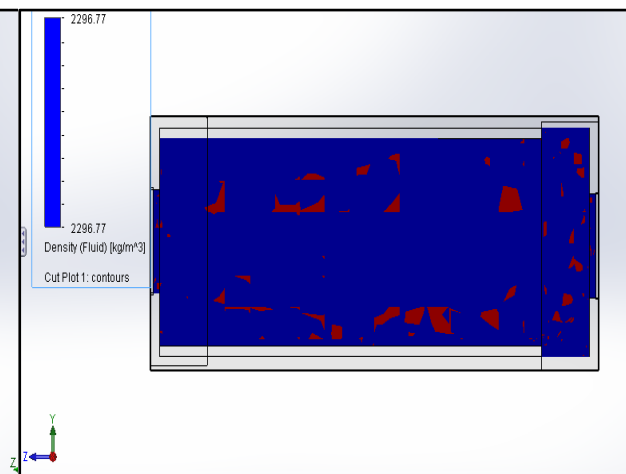 2296.77
2296.77
Density (Fluid) [kg/m^3]
Cut Plot 1: contours
Y
Z
Z